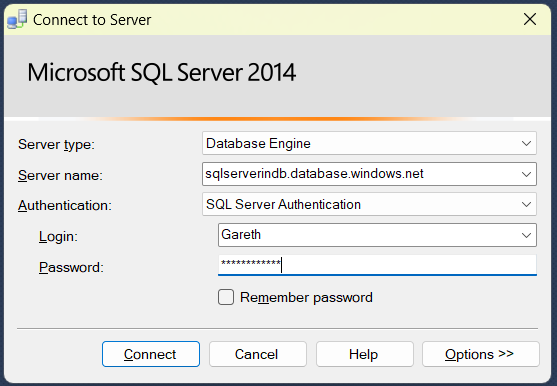 Connect to Server
Microsoft SQL Server 2014
Server type: Database Engine
Server name: sqlserverindb.database.windows.net
Authentication: SQL Server Authentication
Login: Gareth
Password: ************
Remember password
Connect Cancel Help Options >>